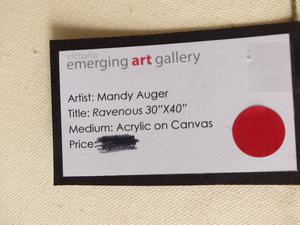 victoria
emerging art gallery
Artist: Mandy Auger
Title: Ravenous 30”X40”
Medium: Acrylic on Canvas
Price: